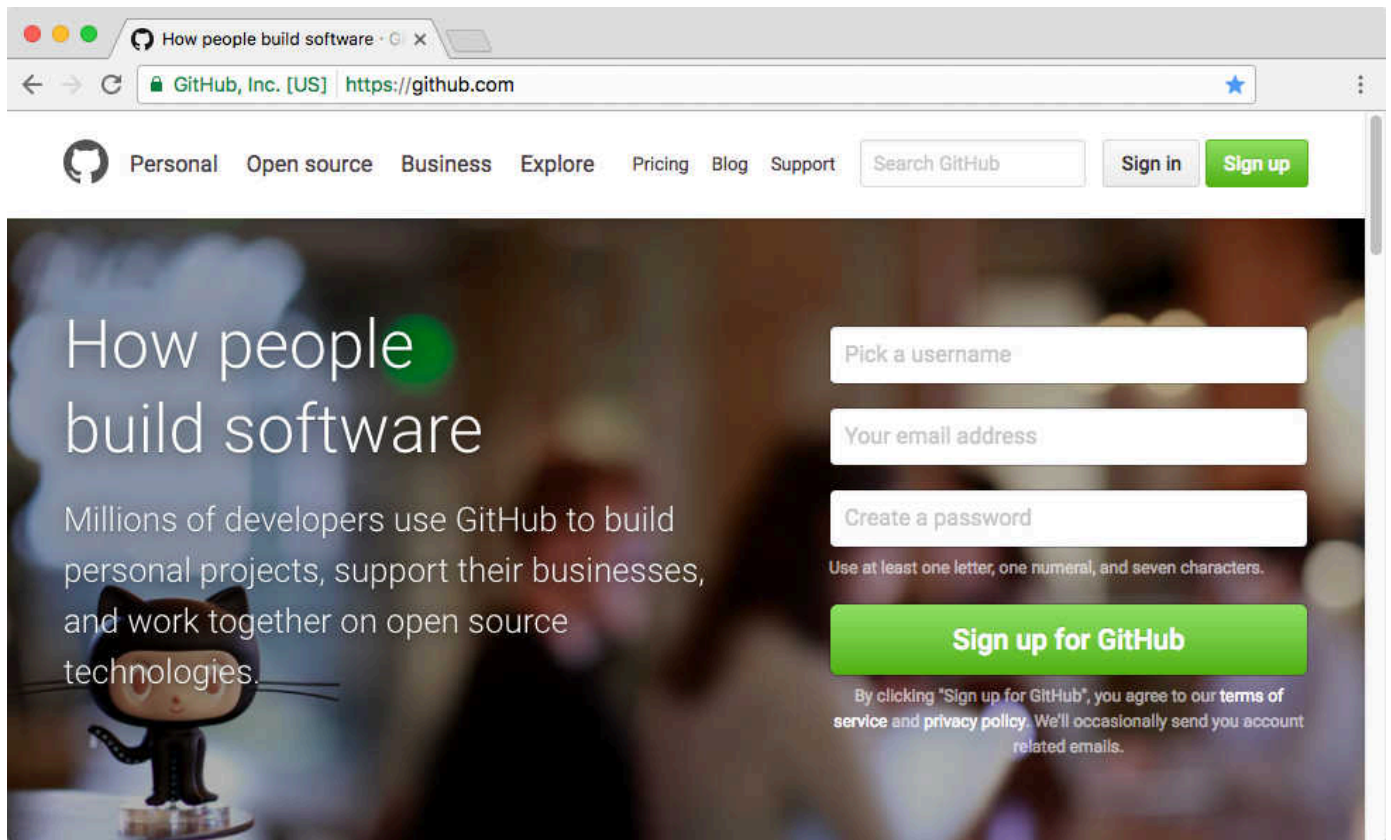 How people build software · G
GitHub, Inc. [US] https://github.com
Personal Open source Business Explore Pricing Blog Support Search GitHub Sign in Sign up
How people
build software
Millions of developers use GitHub to build
personal projects, support their businesses,
and work together on open source
technologies.
Pick a username
Your email address
Create a password
Use at least one letter, one numeral, and seven characters.
Sign up for GitHub
By clicking "Sign up for GitHub", you agree to our terms of
service and privacy policy. We'll occasionally send you account
related emails.